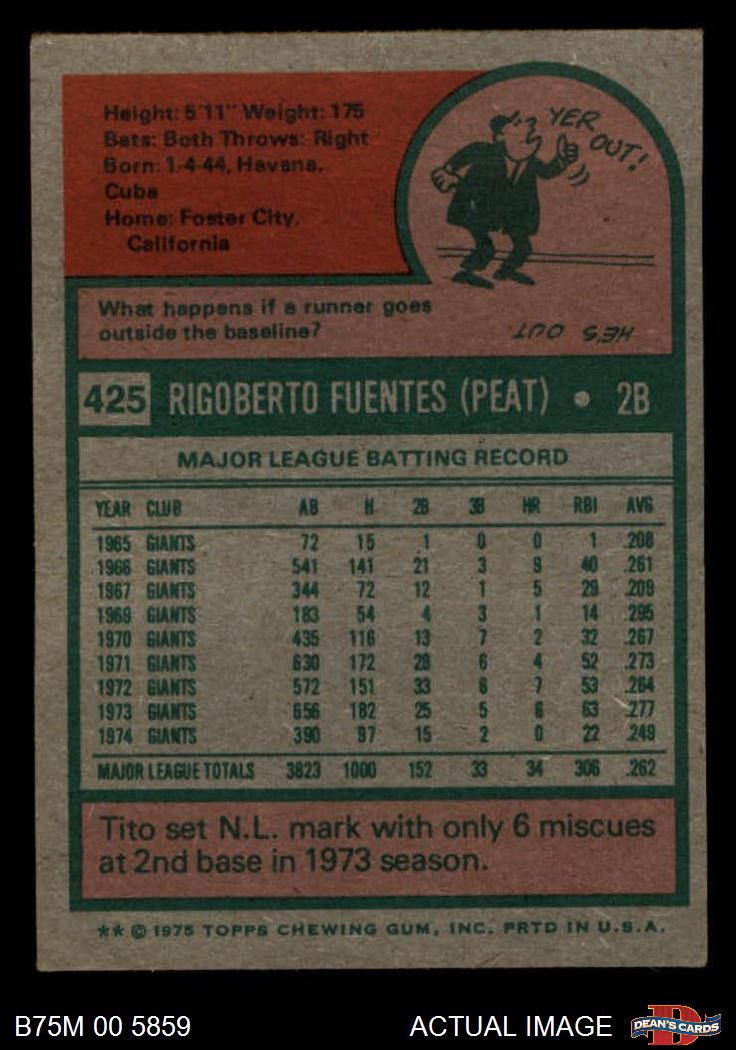 Height: 5'11" Weight: 175
Bats: Both Throws: Right
Born: 1-4-44, Havana,
Cuba
Home: Foster City,
California
YER
OUT!
What happens if a runner goes
outside the baseline?
HE'S OUT.
425 RIGOBERTO FUENTES (PEAT) • 2B
MAJOR LEAGUE BATTING RECORD
YEAR CLUB AB H 2B 3B HR RBI AVG
1965 GIANTS 72 15 1 0 0 1 .208
1966 GIANTS 541 141 21 3 9 40 .261
1967 GIANTS 344 72 12 1 5 29 .209
1969 GIANTS 183 54 4 3 1 14 .295
1970 GIANTS 435 116 13 7 2 32 .267
1971 GIANTS 630 172 28 6 4 52 .273
1972 GIANTS 572 151 33 6 7 53 .264
1973 GIANTS 656 182 25 5 6 63 .277
1974 GIANTS 390 97 15 2 0 22 .249
MAJOR LEAGUE TOTALS 3823 1000 152 33 34 306 .262
Tito set N.L. mark with only 6 miscues
at 2nd base in 1973 season.
** © 1975 TOPPS CHEWING GUM, INC. PRTD IN U.S.A.
B75M 00 5859 ACTUAL IMAGE
D
DEAN'S CARDS